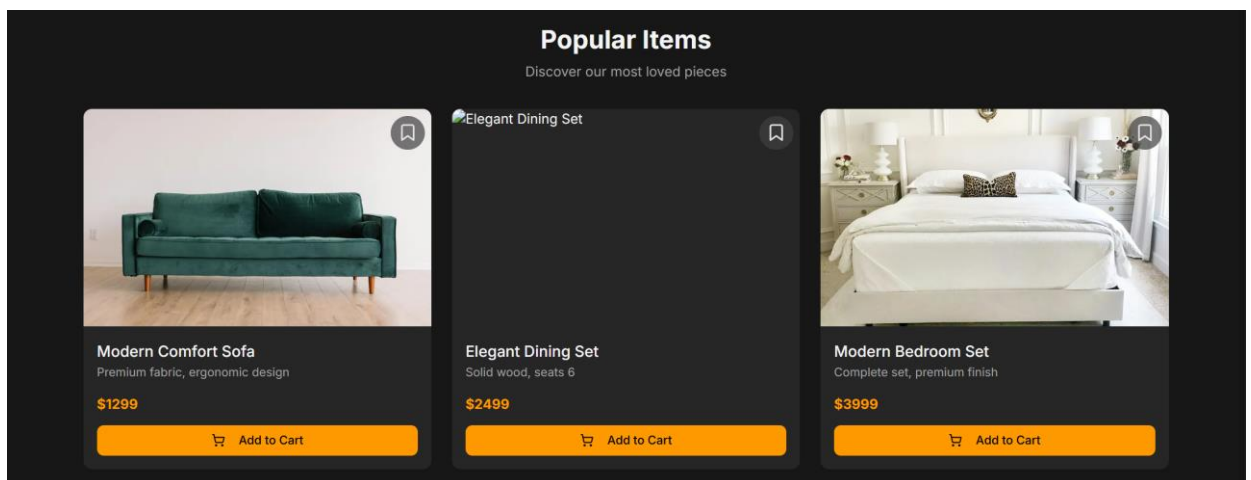 Popular Items
Discover our most loved pieces
Elegant Dining Set
Modern Comfort Sofa
Premium fabric, ergonomic design
$1299
Add to Cart
Elegant Dining Set
Solid wood, seats 6
$2499
Add to Cart
Modern Bedroom Set
Complete set, premium finish
$3999
Add to Cart